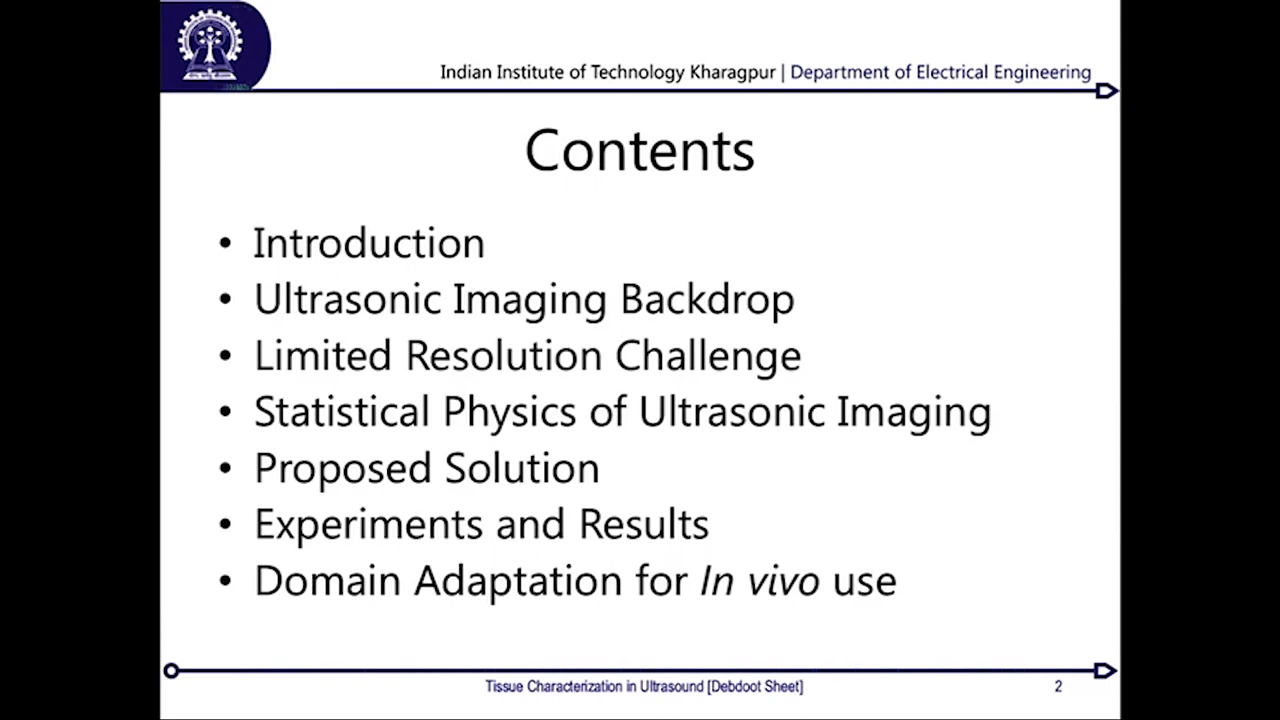 Indian Institute of Technology Kharagpur | Department of Electrical Engineering
Contents
• Introduction
• Ultrasonic Imaging Backdrop
• Limited Resolution Challenge
• Statistical Physics of Ultrasonic Imaging
• Proposed Solution
• Experiments and Results
• Domain Adaptation for In vivo use
Tissue Characterization in Ultrasound [Debdoot Sheet]
2